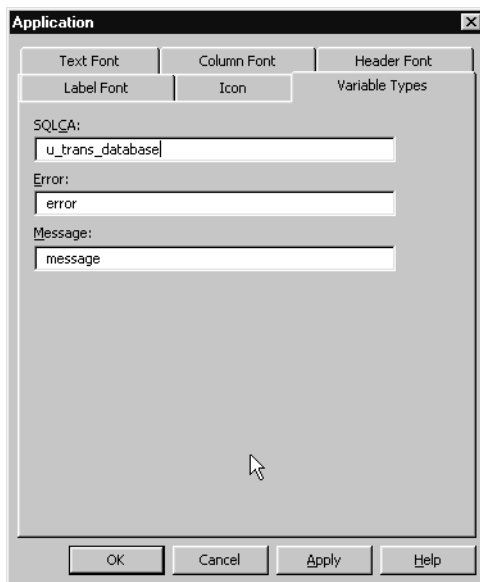 Application
Text Font Column Font Header Font
Label Font Icon Variable Types
SQLCA:
u_trans_database
Error:
error
Message:
message
OK Cancel Apply Help